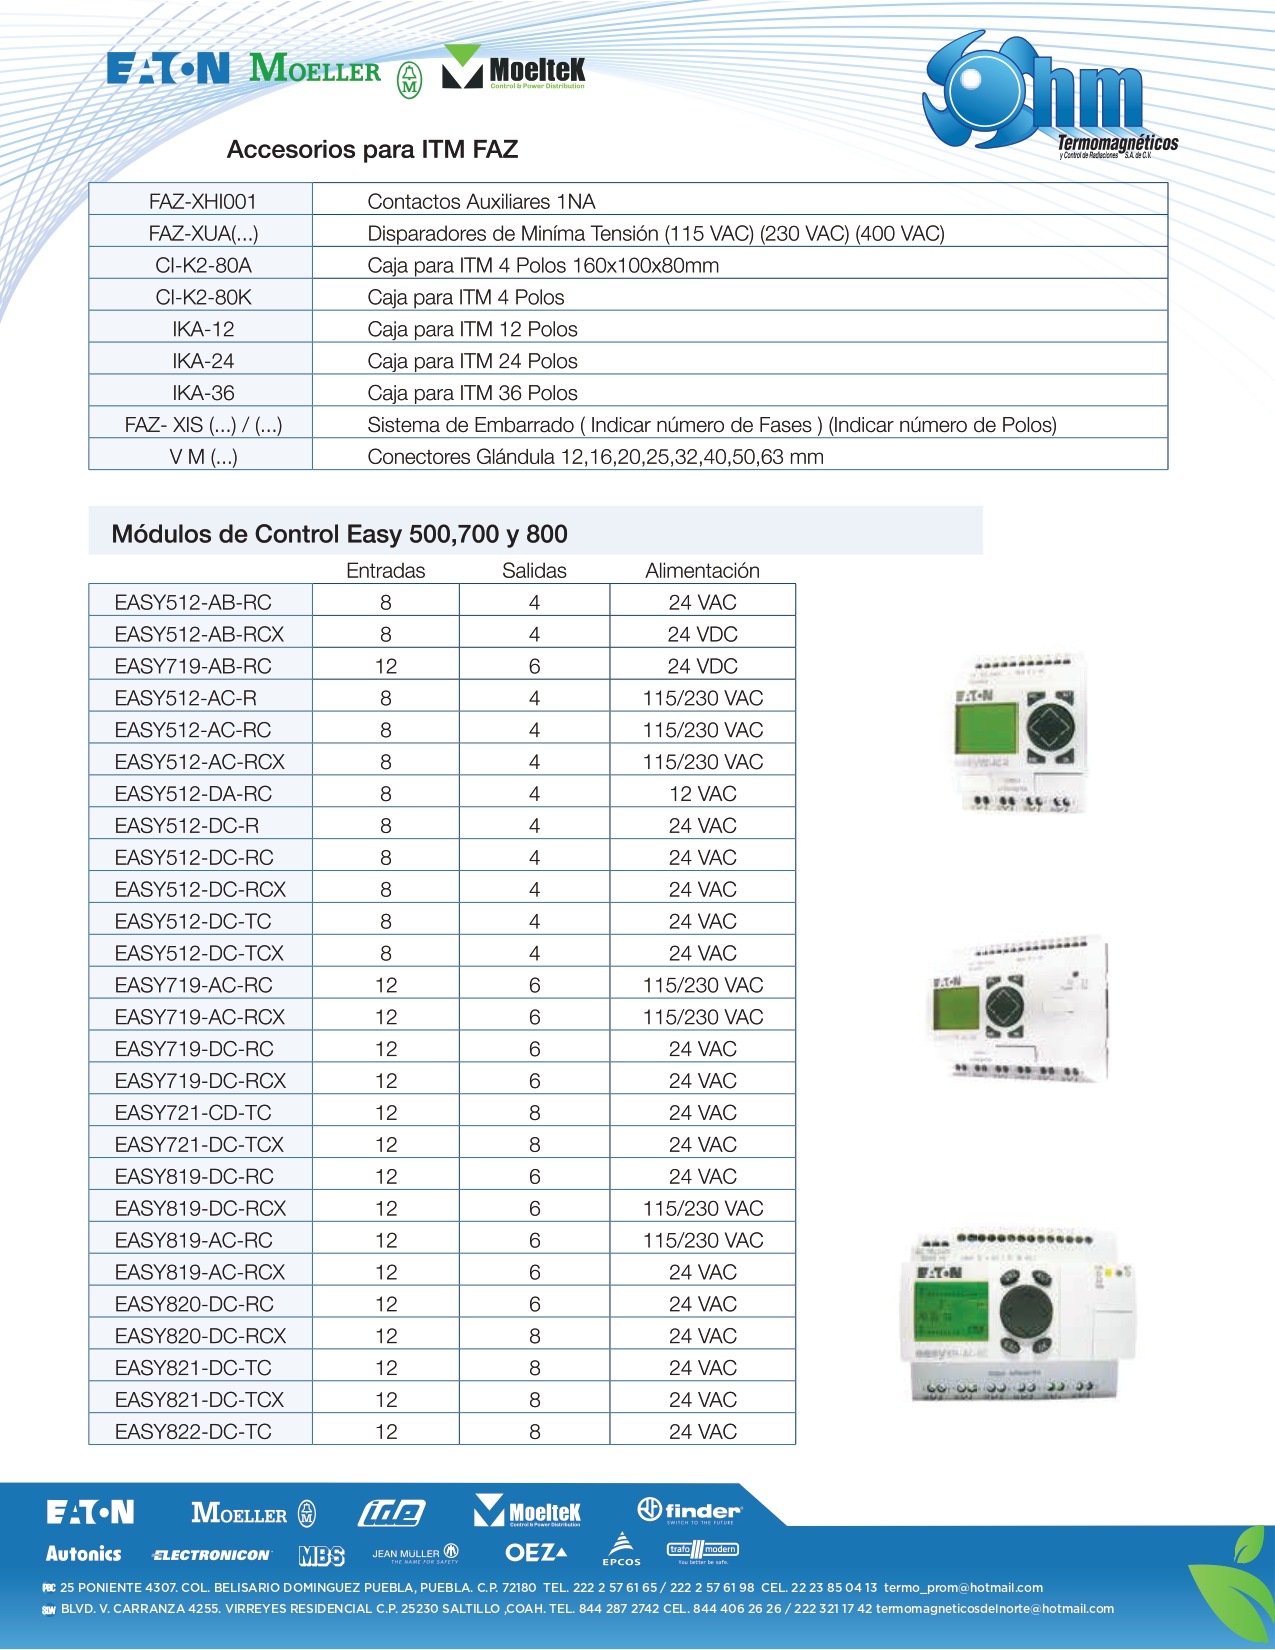 EATON MOELLER MoelteK
Control & Power Distribution
Ohm
Termomagnéticos
y Control de Radiaciones S.A. de C.V.
Accesorios para ITM FAZ
FAZ-XHI001 Contactos Auxiliares 1NA
FAZ-XUA(...) Disparadores de Miníma Tensión (115 VAC) (230 VAC) (400 VAC)
CI-K2-80A Caja para ITM 4 Polos 160x100x80mm
CI-K2-80K Caja para ITM 4 Polos
IKA-12 Caja para ITM 12 Polos
IKA-24 Caja para ITM 24 Polos
IKA-36 Caja para ITM 36 Polos
FAZ- XIS (...) / (...) Sistema de Embarrado ( Indicar número de Fases ) (Indicar número de Polos)
V M (...) Conectores Glándula 12,16,20,25,32,40,50,63 mm
Módulos de Control Easy 500,700 y 800
Entradas Salidas Alimentación
EASY512-AB-RC 8 4 24 VAC
EASY512-AB-RCX 8 4 24 VDC
EASY719-AB-RC 12 6 24 VDC
EASY512-AC-R 8 4 115/230 VAC
EASY512-AC-RC 8 4 115/230 VAC
EASY512-AC-RCX 8 4 115/230 VAC
EASY512-DA-RC 8 4 12 VAC
EASY512-DC-R 8 4 24 VAC
EASY512-DC-RC 8 4 24 VAC
EASY512-DC-RCX 8 4 24 VAC
EASY512-DC-TC 8 4 24 VAC
EASY512-DC-TCX 8 4 24 VAC
EASY719-AC-RC 12 6 115/230 VAC
EASY719-AC-RCX 12 6 115/230 VAC
EASY719-DC-RC 12 6 24 VAC
EASY719-DC-RCX 12 6 24 VAC
EASY721-CD-TC 12 8 24 VAC
EASY721-DC-TCX 12 8 24 VAC
EASY819-DC-RC 12 6 24 VAC
EASY819-DC-RCX 12 6 115/230 VAC
EASY819-AC-RC 12 6 115/230 VAC
EASY819-AC-RCX 12 6 24 VAC
EASY820-DC-RC 12 6 24 VAC
EASY820-DC-RCX 12 8 24 VAC
EASY821-DC-TC 12 8 24 VAC
EASY821-DC-TCX 12 8 24 VAC
EASY822-DC-TC 12 8 24 VAC
EATON
EATON
EATON
EATON MOELLER ide MoelteK finder
Control & Power Distribution SWITCH TO THE FUTURE
Autonics ELECTRONICON MBS JEAN MÜLLER OEZ EPCOS trafo modern
THE NAME FOR SAFETY You better be safe.
25 PONIENTE 4307. COL. BELISARIO DOMINGUEZ PUEBLA, PUEBLA. C.P. 72180 TEL. 222 2 57 61 65 / 222 2 57 61 98 CEL. 22 23 85 04 13 termo_prom@hotmail.com
BLVD. V. CARRANZA 4255. VIRREYES RESIDENCIAL C.P. 25230 SALTILLO ,COAH. TEL. 844 287 2742 CEL. 844 406 26 26 / 222 321 17 42 termomagneticosdelnorte@hotmail.com